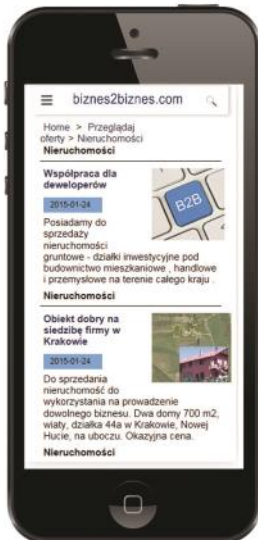 biznes2biznes.com
Home > Przeglądaj
oferty > Nieruchomości
Nieruchomości
Współpraca dla
deweloperów
B2B
2015-01-24
Posiadamy do
sprzedaży
nieruchomości
gruntowe - działki inwestycyjne pod
budownictwo mieszkaniowe , handlowe
i przemysłowe na terenie całego kraju .
Nieruchomości
Obiekt dobry na
siedzibę firmy w
Krakowie
2015-01-24
Do sprzedania
nieruchomość do
wykorzystania na prowadzenie
dowolnego biznesu. Dwa domy 700 m2,
wiaty, działka 44a w Krakowie, Nowej
Hucie, na uboczu. Okazyjna cena.
Nieruchomości